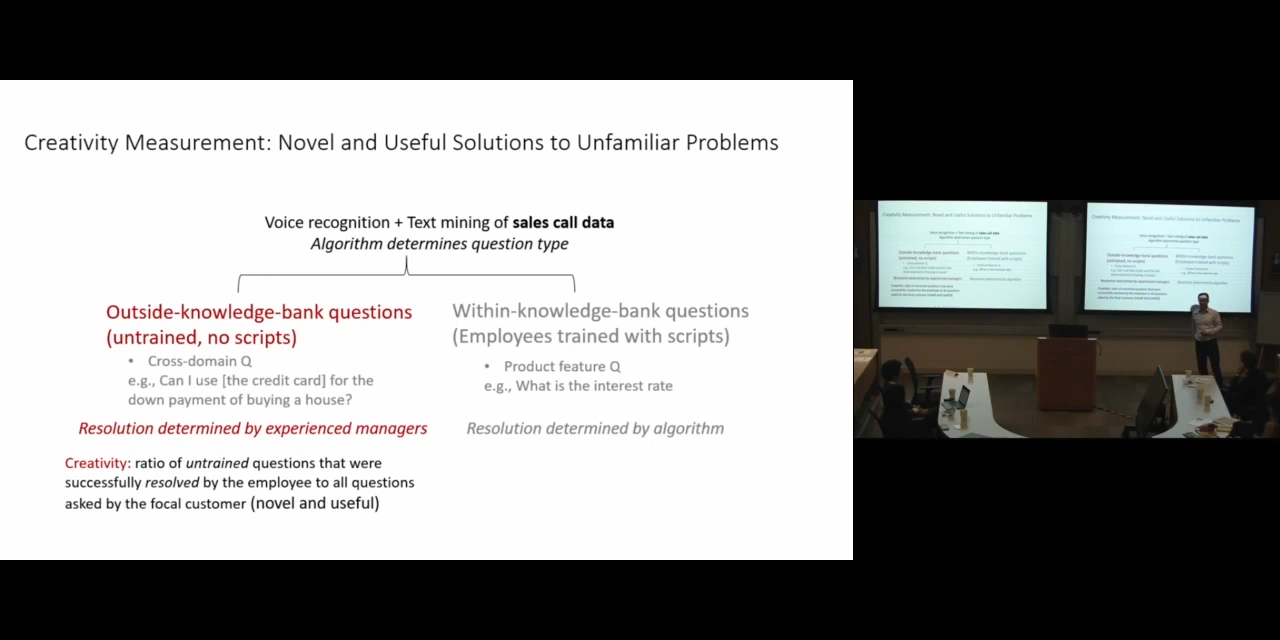 Creativity Measurement: Novel and Useful Solutions to Unfamiliar Problems
Voice recognition + Text mining of sales call data
Algorithm determines question type
Outside-knowledge-bank questions
(untrained, no scripts)
• Cross-domain Q
e.g., Can I use [the credit card] for the
down payment of buying a house?
Resolution determined by experienced managers
Creativity: ratio of untrained questions that were
successfully resolved by the employee to all questions
asked by the focal customer (novel and useful)
Within-knowledge-bank questions
(Employees trained with scripts)
• Product feature Q
e.g., What is the interest rate
Resolution determined by algorithm